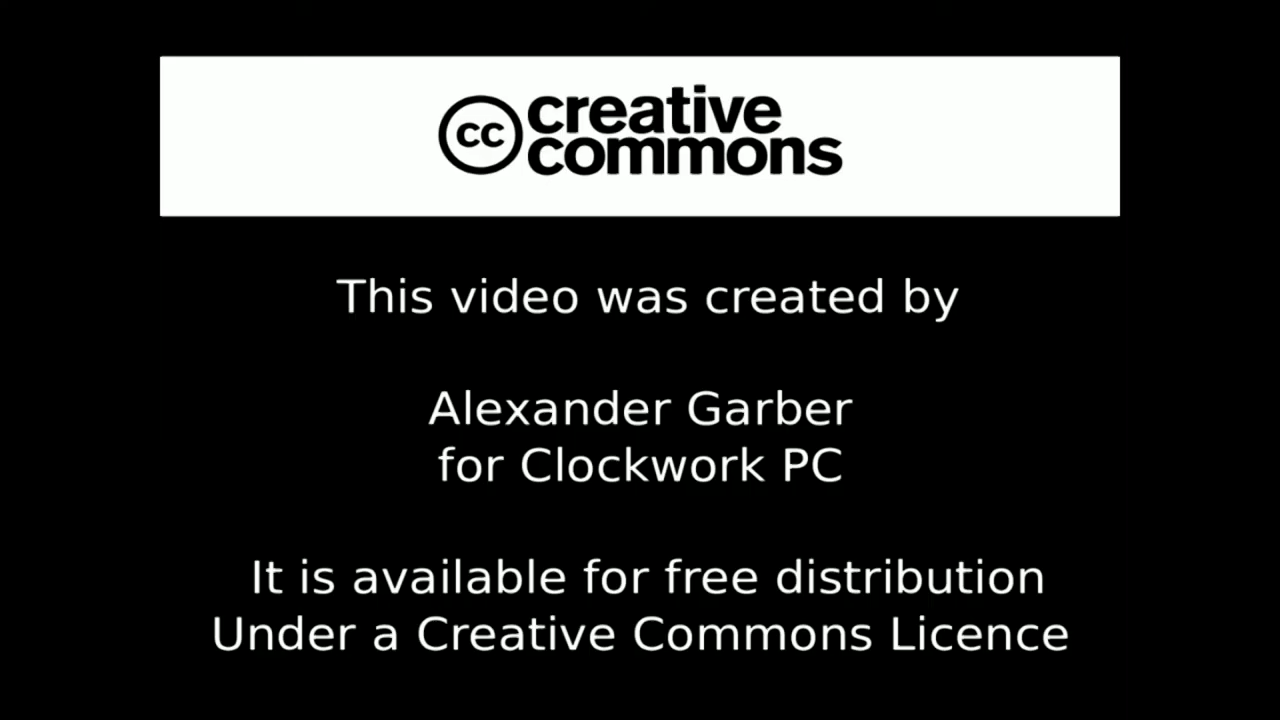 cc creative
commons
This video was created by
Alexander Garber
for Clockwork PC
It is available for free distribution
Under a Creative Commons Licence